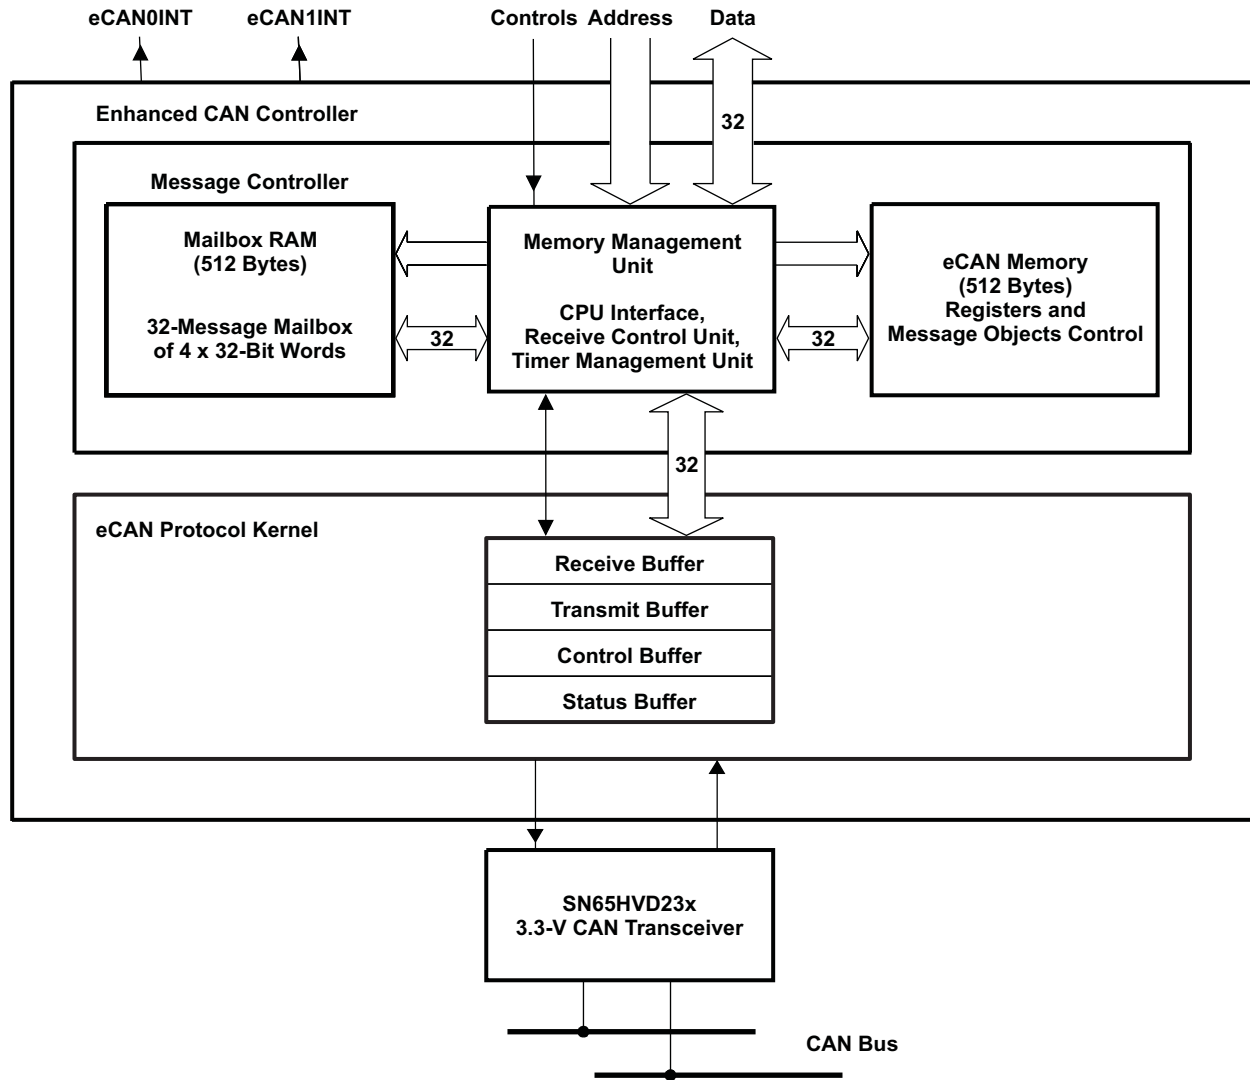 eCAN0INT
eCAN1INT
Controls
Address
Data
32
Enhanced CAN Controller
Message Controller
Mailbox RAM
(512 Bytes)
32-Message Mailbox
of 4 x 32-Bit Words
32
Memory Management
Unit
CPU Interface,
Receive Control Unit,
Timer Management Unit
32
eCAN Memory
(512 Bytes)
Registers and
Message Objects Control
32
eCAN Protocol Kernel
Receive Buffer
Transmit Buffer
Control Buffer
Status Buffer
SN65HVD23x
3.3-V CAN Transceiver
CAN Bus